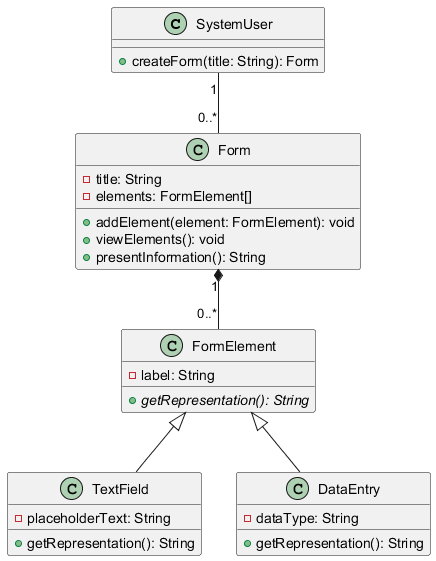 C SystemUser
createForm(title: String): Form
1
0..*
C Form
title: String
elements: FormElement[]
addElement(element: FormElement): void
viewElements(): void
presentInformation(): String
1
0..*
C FormElement
label: String
getRepresentation(): String
C TextField
placeholderText: String
getRepresentation(): String
C DataEntry
dataType: String
getRepresentation(): String